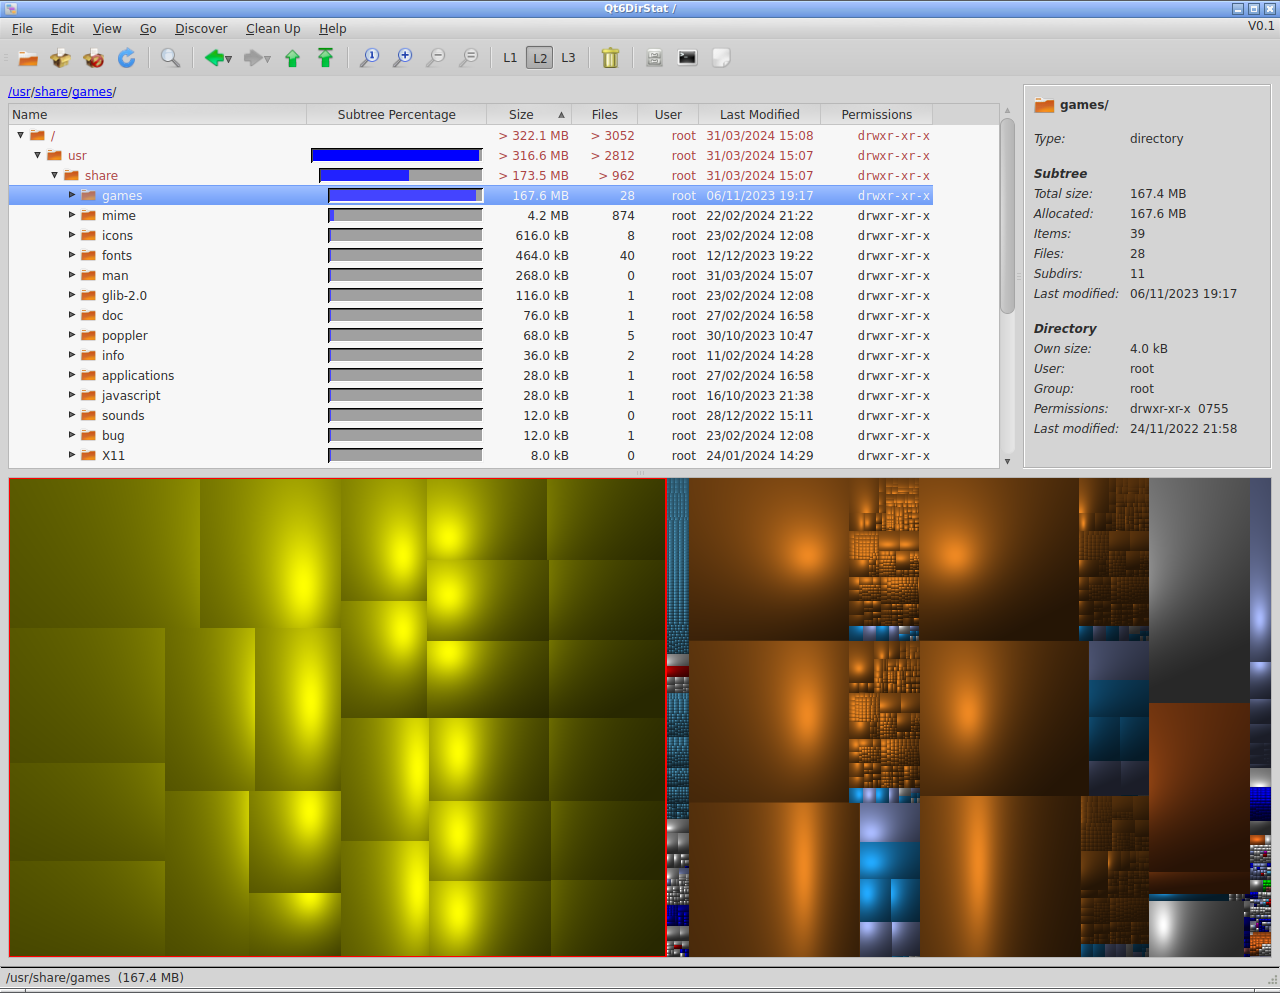 Qt6DirStat /
File Edit View Go Discover Clean Up Help V0.1
L1 L2 L3
/usr/share/games/
Name Subtree Percentage Size Files User Last Modified Permissions
/ > 322.1 MB > 3052 root 31/03/2024 15:08 drwxr-xr-x
usr > 316.6 MB > 2812 root 31/03/2024 15:07 drwxr-xr-x
share > 173.5 MB > 962 root 31/03/2024 15:07 drwxr-xr-x
games 167.6 MB 28 root 06/11/2023 19:17 drwxr-xr-x
mime 4.2 MB 874 root 22/02/2024 21:22 drwxr-xr-x
icons 616.0 kB 8 root 23/02/2024 12:08 drwxr-xr-x
fonts 464.0 kB 40 root 12/12/2023 19:22 drwxr-xr-x
man 268.0 kB 0 root 31/03/2024 15:07 drwxr-xr-x
glib-2.0 116.0 kB 1 root 23/02/2024 12:08 drwxr-xr-x
doc 76.0 kB 1 root 27/02/2024 16:58 drwxr-xr-x
poppler 68.0 kB 5 root 30/10/2023 10:47 drwxr-xr-x
info 36.0 kB 2 root 11/02/2024 14:28 drwxr-xr-x
applications 28.0 kB 1 root 27/02/2024 16:58 drwxr-xr-x
javascript 28.0 kB 1 root 16/10/2023 21:38 drwxr-xr-x
sounds 12.0 kB 0 root 28/12/2022 15:11 drwxr-xr-x
bug 12.0 kB 1 root 23/02/2024 12:08 drwxr-xr-x
X11 8.0 kB 0 root 24/01/2024 14:29 drwxr-xr-x
games/
Type: directory
Subtree
Total size: 167.4 MB
Allocated: 167.6 MB
Items: 39
Files: 28
Subdirs: 11
Last modified: 06/11/2023 19:17
Directory
Own size: 4.0 kB
User: root
Group: root
Permissions: drwxr-xr-x 0755
Last modified: 24/11/2022 21:58
/usr/share/games (167.4 MB)